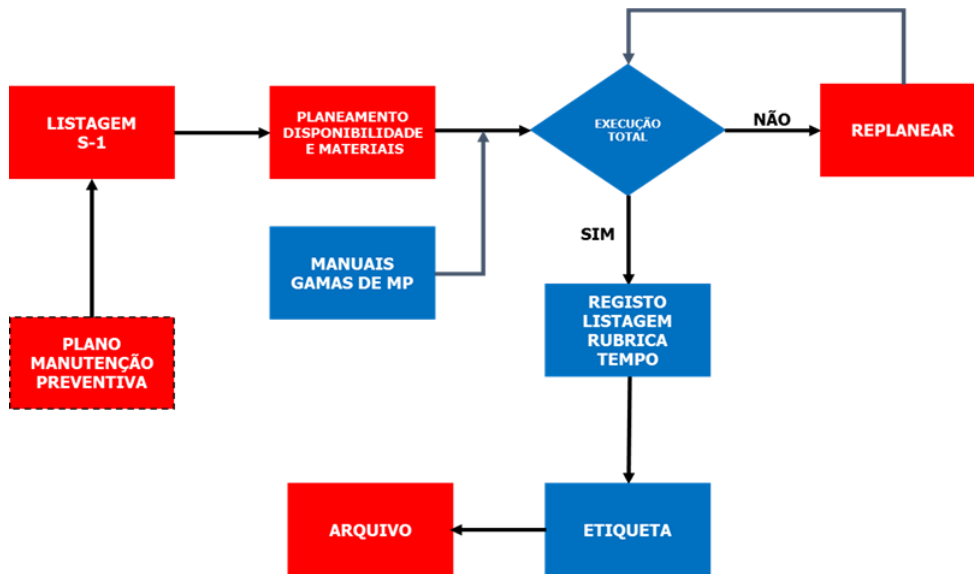 LISTAGEM
S-1
PLANEAMENTO
DISPONIBILIDADE
E MATERIAIS
EXECUÇÃO
TOTAL
NÃO
REPLANEAR
MANUAIS
GAMAS DE MP
SIM
PLANO
MANUTENÇÃO
PREVENTIVA
REGISTO
LISTAGEM
RUBRICA
TEMPO
ARQUIVO
ETIQUETA